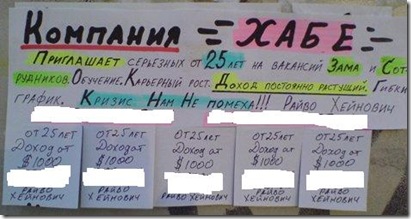 Компания = ХАБЕ =
Приглашает серьезных от 25 лет на вакансий Зама и Сот-
рудников. Обучение. Карьерный рост. Доход постоянно растущий. Гибкий
график. Кризис Нам Не помеха!!! Райво Хейнович
от 25 лет
Доход от
$1000
Райво
Хейнович
от 25 лет
Доход от
$1000
Райво
Хейнович
от 25 лет
Доход от
$1000
Райво Хейнович
от 25 лет
Доход от
$1000
Райво
Хейнович
от 25 лет
Доход от
$1000
Райво
Хейнович